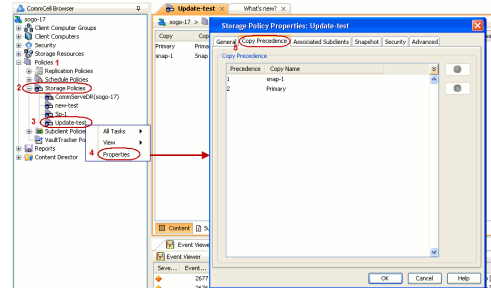 CommCell Browser
sogo-17
Client Computer Groups
Client Computers
Security
Storage Resources
Policies 1
Replication Policies
Schedule Policies
2 Storage Policies
CommServeDR(sogo-17)
new-test
Sp-1
3 Update-test
Subclient Policies
VaultTracker Po
Reports
Content Director
All Tasks
View
4 Properties
Update-test × What's new? ×
sogo-17 >
Copy Cop
Primary Prima
snap-1 Snap
Content Su
Event Viewe
Event Viewer
Seve... Event...
2677
2676
Storage Policy Properties: Update-test
General Copy Precedence Associated Subclients Snapshot Security Advanced
5
Copy Precedence
Precedence Copy Name
1 snap-1
2 Primary
OK Cancel Help